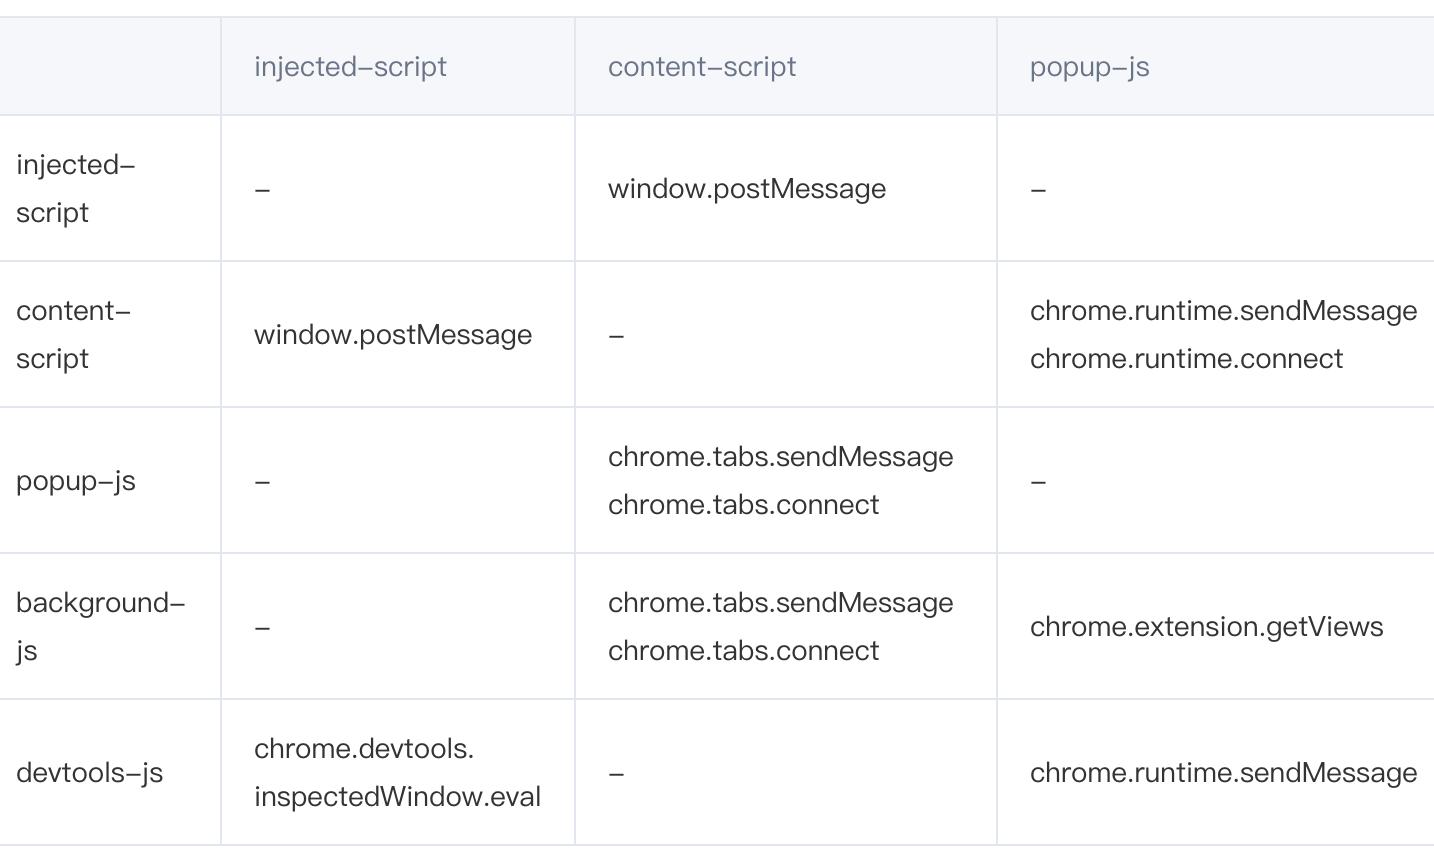 injected–script
content–script
popup–js
injected–
script
–
window.postMessage
–
content–
script
window.postMessage
–
chrome.runtime.sendMessage
chrome.runtime.connect
popup–js
–
chrome.tabs.sendMessage
chrome.tabs.connect
–
background–
js
–
chrome.tabs.sendMessage
chrome.tabs.connect
chrome.extension.getViews
devtools–js
chrome.devtools.
inspectedWindow.eval
–
chrome.runtime.sendMessage